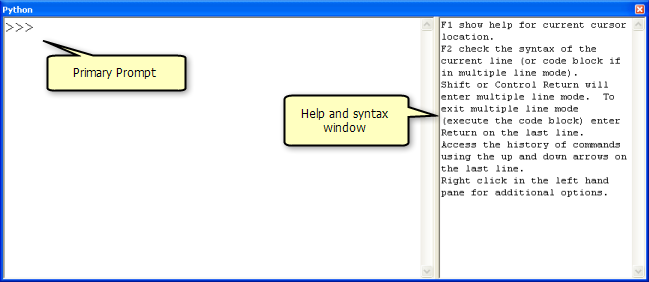 Python
>>>
Primary Prompt
Help and syntax
window
F1 show help for current cursor
location.
F2 check the syntax of the
current line (or code block if
in multiple line mode).
Shift or Control Return will
enter multiple line mode.  To
exit multiple line mode
(execute the code block) enter
Return on the last line.
Access the history of commands
using the up and down arrows on
the last line.
Right click in the left hand
pane for additional options.